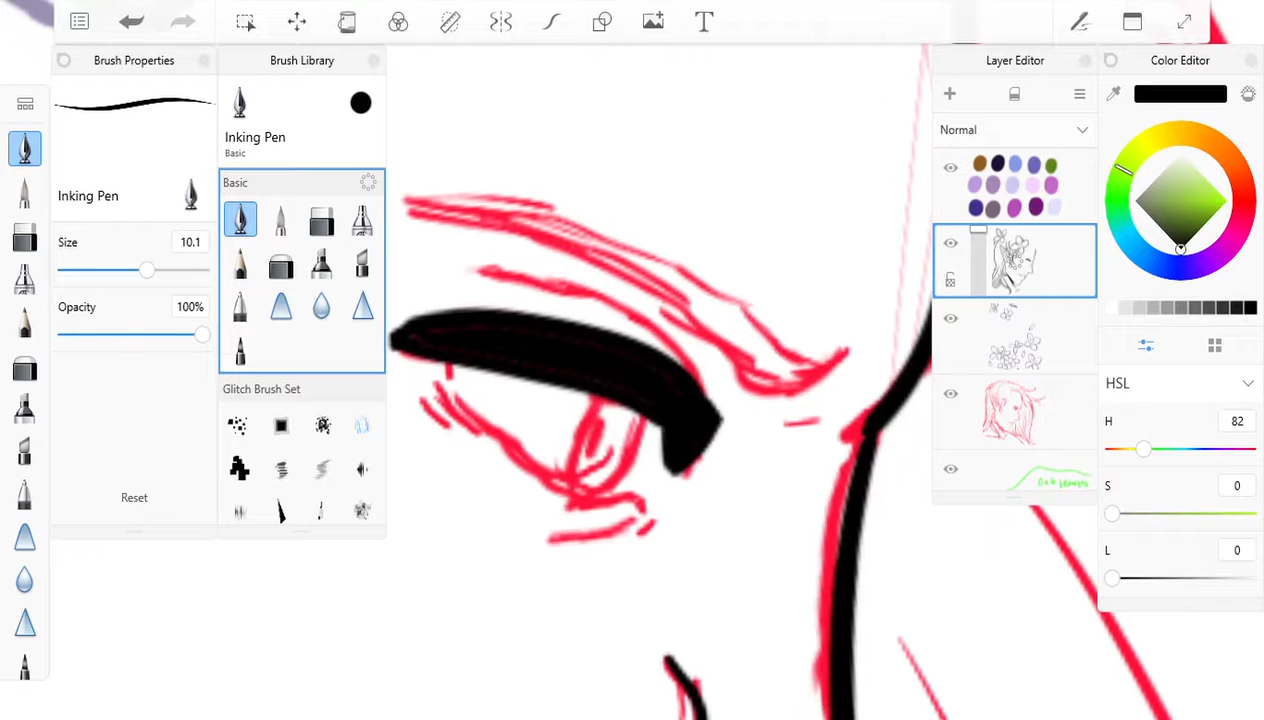 T
Brush Properties
Brush Library
Layer Editor
Color Editor
Inking Pen
Basic
Normal
Basic
Inking Pen
Size
10.1
Opacity
100%
HSL
Glitch Brush Set
H
82
S
0
Reset
L
0